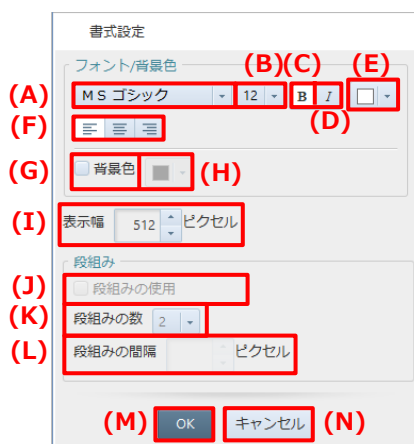 書式設定
フォント/背景色
(B)(C) (E)
(A) MS ゴシック 12 B I
(D)
(F)
(G) 背景色 (H)
(I) 表示幅 512 ピクセル
段組み
(J) 段組みの使用
(K) 段組みの数 2
(L) 段組みの間隔 ピクセル
(M) OK キャンセル (N)